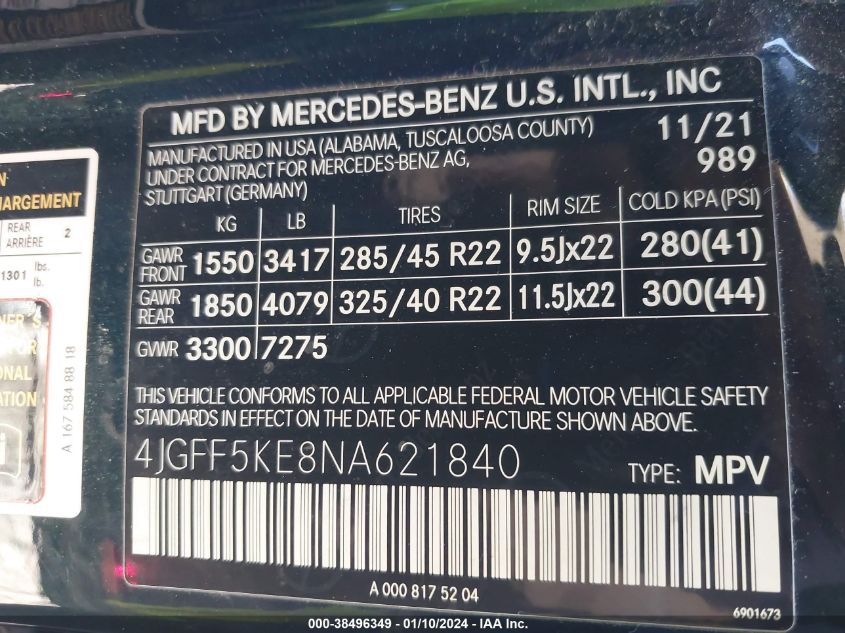 MFD BY MERCEDES-BENZ U.S. INTL., INC
MANUFACTURED IN USA (ALABAMA, TUSCALOOSA COUNTY) 11/21
UNDER CONTRACT FOR MERCEDES-BENZ AG, 989
STUTTGART (GERMANY)
KG LB TIRES RIM SIZE COLD KPA (PSI)
GAWR FRONT 1550 3417 285/45 R22 9.5Jx22 280(41)
GAWR REAR 1850 4079 325/40 R22 11.5Jx22 300(44)
GVWR 3300 7275
THIS VEHICLE CONFORMS TO ALL APPLICABLE FEDERAL MOTOR VEHICLE SAFETY
STANDARDS IN EFFECT ON THE DATE OF MANUFACTURE SHOWN ABOVE.
4JGFF5KE8NA621840 TYPE: MPV
A 000 817 52 04
6901673
REAR
ARRIÈRE 2
1301 lbs.
lb.
A 167 584 88 18
000-38496349 - 01/10/2024 - IAA Inc.